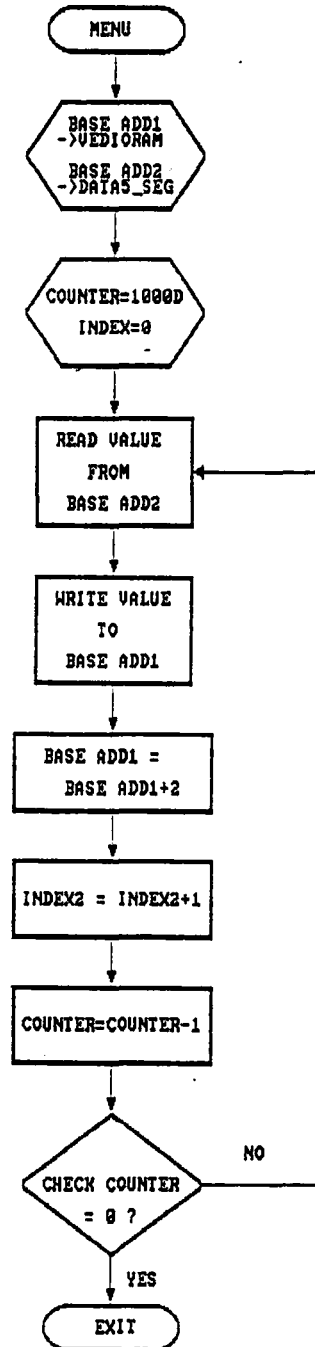 MENU
BASE ADD1
->VEDIORAM
BASE ADD2
->DATA5_SEG
COUNTER=1000D
INDEX=0
READ VALUE
FROM
BASE ADD2
WRITE VALUE
TO
BASE ADD1
BASE ADD1 =
BASE ADD1+2
INDEX2 = INDEX2+1
COUNTER=COUNTER-1
CHECK COUNTER
= 0 ?
NO
YES
EXIT